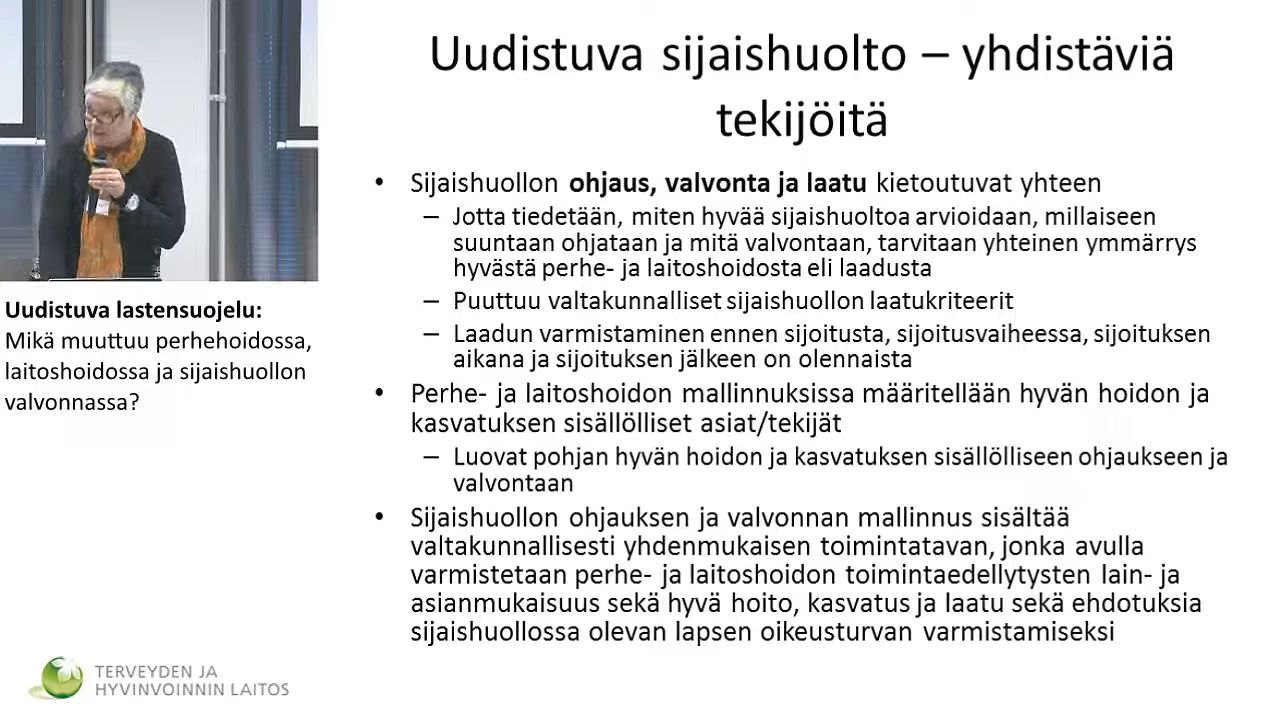 Uudistuva sijaishuolto – yhdistäviä
tekijöitä
• Sijaishuollon ohjaus, valvonta ja laatu kietoutuvat yhteen
– Jotta tiedetään, miten hyvää sijaishuoltoa arvioidaan, millaiseen
suuntaan ohjataan ja mitä valvontaan, tarvitaan yhteinen ymmärrys
hyvästä perhe- ja laitoshoidosta eli laadusta
– Puuttuu valtakunnalliset sijaishuollon laatukriteerit
– Laadun varmistaminen ennen sijoitusta, sijoitusvaiheessa, sijoituksen
aikana ja sijoituksen jälkeen on olennaista
• Perhe- ja laitoshoidon mallinnuksissa määritellään hyvän hoidon ja
kasvatuksen sisällölliset asiat/tekijät
– Luovat pohjan hyvän hoidon ja kasvatuksen sisällölliseen ohjaukseen ja
valvontaan
• Sijaishuollon ohjauksen ja valvonnan mallinnus sisältää
valtakunnallisesti yhdenmukaisen toimintatavan, jonka avulla
varmistetaan perhe- ja laitoshoidon toimintaedellytysten lain- ja
asianmukaisuus sekä hyvä hoito, kasvatus ja laatu sekä ehdotuksia
sijaishuollossa olevan lapsen oikeusturvan varmistamiseksi
Uudistuva lastensuojelu:
Mikä muuttuu perhehoidossa,
laitoshoidossa ja sijaishuollon
valvonnassa?
TERVEYDEN JA
HYVINVOINNIN LAITOS